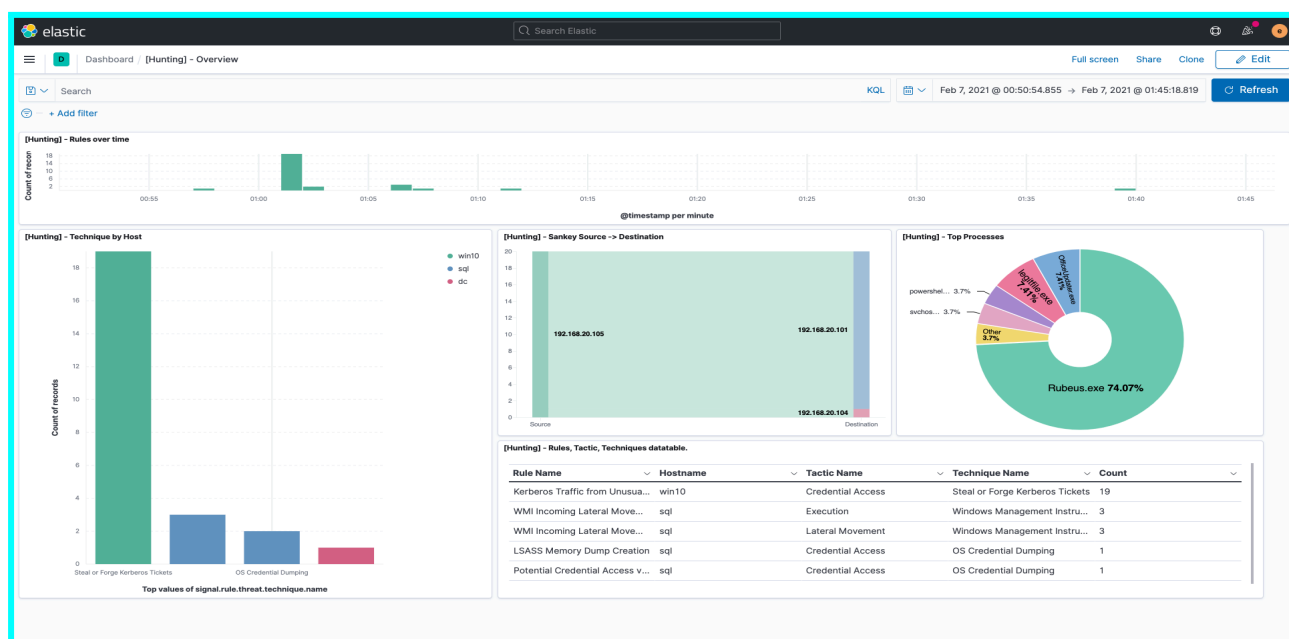 elastic
Search Elastic
e
D
Dashboard / [Hunting] - Overview
Full screen
Share
Clone
Edit
Search
KQL
Feb 7, 2021 @ 00:50:54.855 → Feb 7, 2021 @ 01:45:18.819
Refresh
+ Add filter
[Hunting] - Rules over time
Count of recon
18
14
10
6
2
00:55
01:00
01:05
01:10
01:15
01:20
01:25
01:30
01:35
01:40
01:45
@timestamp per minute
[Hunting] - Technique by Host
win10
sql
dc
Count of records
18
16
14
12
10
8
6
4
2
0
Steal or Forge Kerberos Tickets
OS Credential Dumping
Top values of signal.rule.threat.technique.name
[Hunting] - Sankey Source -> Destination
20
18
16
14
12
10
8
6
4
2
0
192.168.20.105
192.168.20.101
192.168.20.104
Source
Destination
[Hunting] - Top Processes
OfficeUpdater.exe
7.41%
legitfile.exe
7.41%
powershel... 3.7%
svchos... 3.7%
Other
3.7%
Rubeus.exe 74.07%
[Hunting] - Rules, Tactic, Techniques datatable.
Rule Name Hostname Tactic Name Technique Name Count
Kerberos Traffic from Unusua... win10 Credential Access Steal or Forge Kerberos Tickets 19
WMI Incoming Lateral Move... sql Execution Windows Management Instru... 3
WMI Incoming Lateral Move... sql Lateral Movement Windows Management Instru... 3
LSASS Memory Dump Creation sql Credential Access OS Credential Dumping 1
Potential Credential Access v... sql Credential Access OS Credential Dumping 1